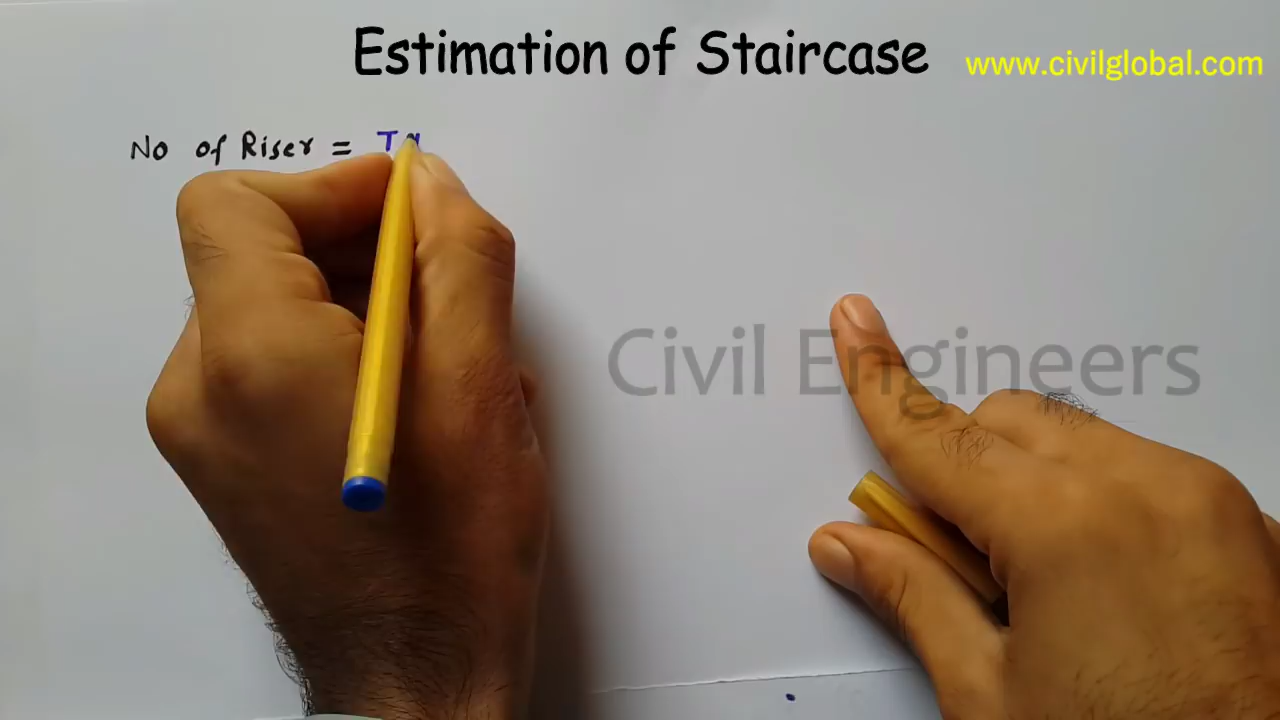 Estimation of Staircase
www.civilglobal.com
No of Riser = T
Civil Engineers